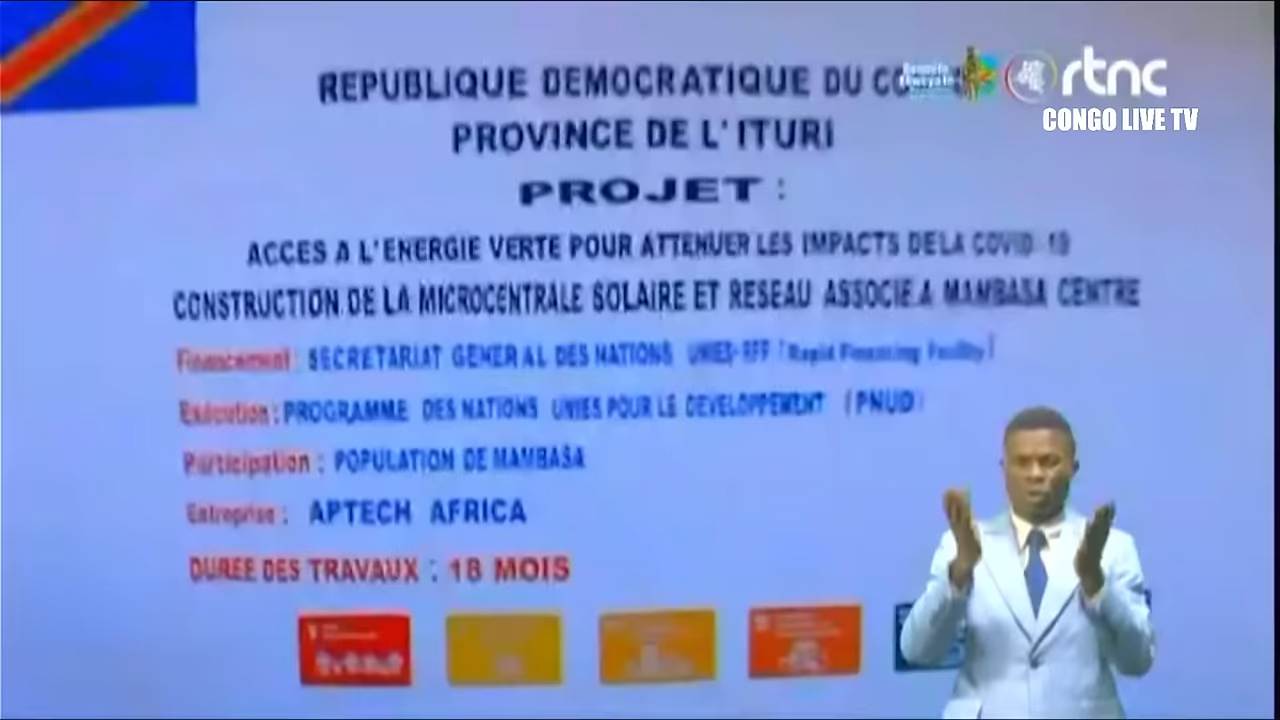 REPUBLIQUE DEMOCRATIQUE DU CO
rtnc
CONGO LIVE TV
PROVINCE DE L' ITURI
PROJET :
ACCES A L'ENERGIE VERTE POUR ATTENUER LES IMPACTS DE LA COVID-19
CONSTRUCTION DE LA MICROCENTRALE SOLAIRE ET RESEAU ASSOCIE A MAMBASA CENTRE
Financement: SECRETARIAT GENERAL DES NATIONS UNIES-RFF (Rapid Financing Facility)
Exécution: PROGRAMME DES NATIONS UNIES POUR LE DEVELOPPEMENT (PNUD)
Participation : POPULATION DE MAMBASA
Entreprise : APTECH AFRICA
DUREE DES TRAVAUX : 18 MOIS